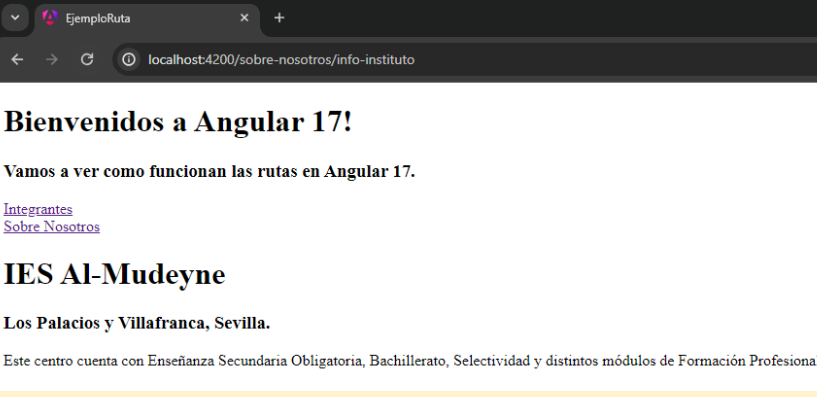 EjemploRuta
localhost:4200/sobre-nosotros/info-instituto
Bienvenidos a Angular 17!
Vamos a ver como funcionan las rutas en Angular 17.
Integrantes
Sobre Nosotros
IES Al-Mudeyne
Los Palacios y Villafranca, Sevilla.
Este centro cuenta con Enseñanza Secundaria Obligatoria, Bachillerato, Selectividad y distintos módulos de Formación Profesional